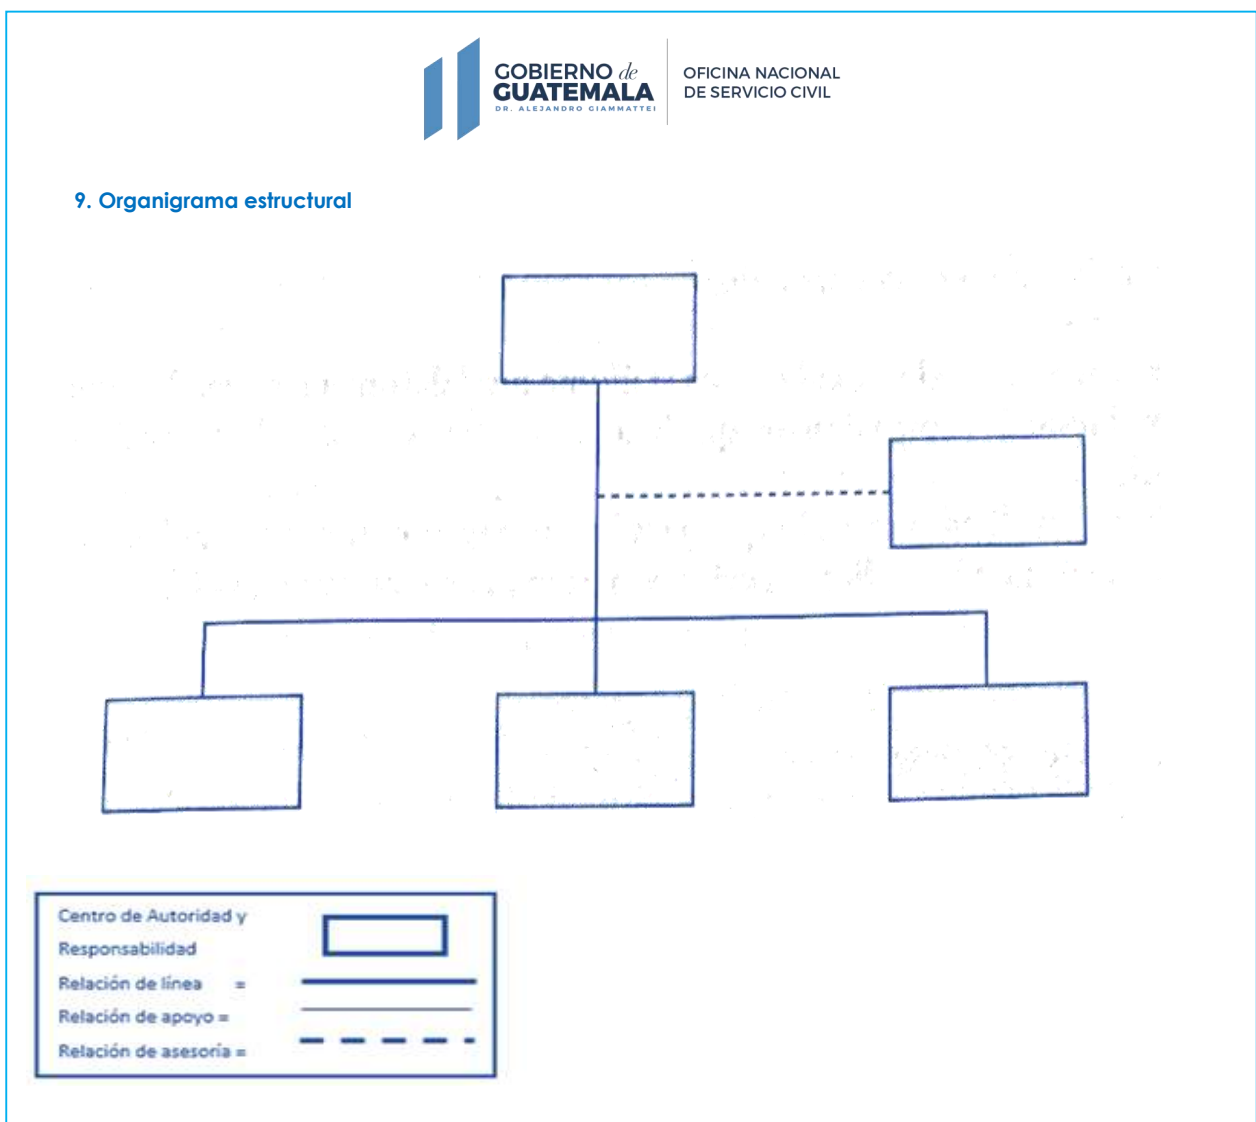 GOBIERNO de
GUATEMALA
DR. ALEJANDRO GIAMMATTEI
OFICINA NACIONAL
DE SERVICIO CIVIL
9. Organigrama estructural
Centro de Autoridad y
Responsabilidad
Relación de línea =
Relación de apoyo =
Relación de asesoría =